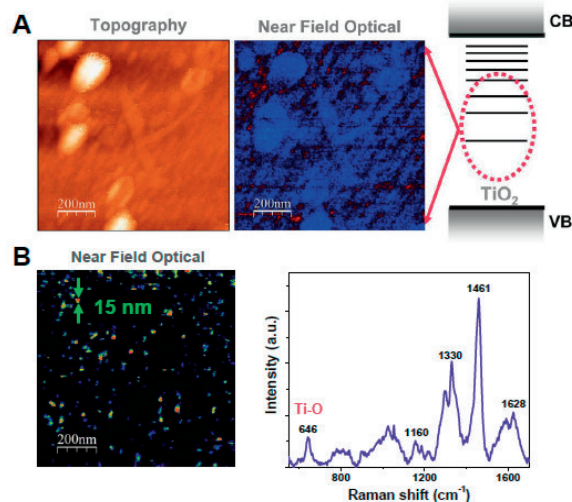 A
Topography
Near Field Optical
CB
200nm
200nm
TiO2
VB
B
Near Field Optical
15 nm
200nm
Intensity (a.u.)
Ti-O
646
1160
1330
1461
1628
800
1200
1600
Raman shift (cm-1)